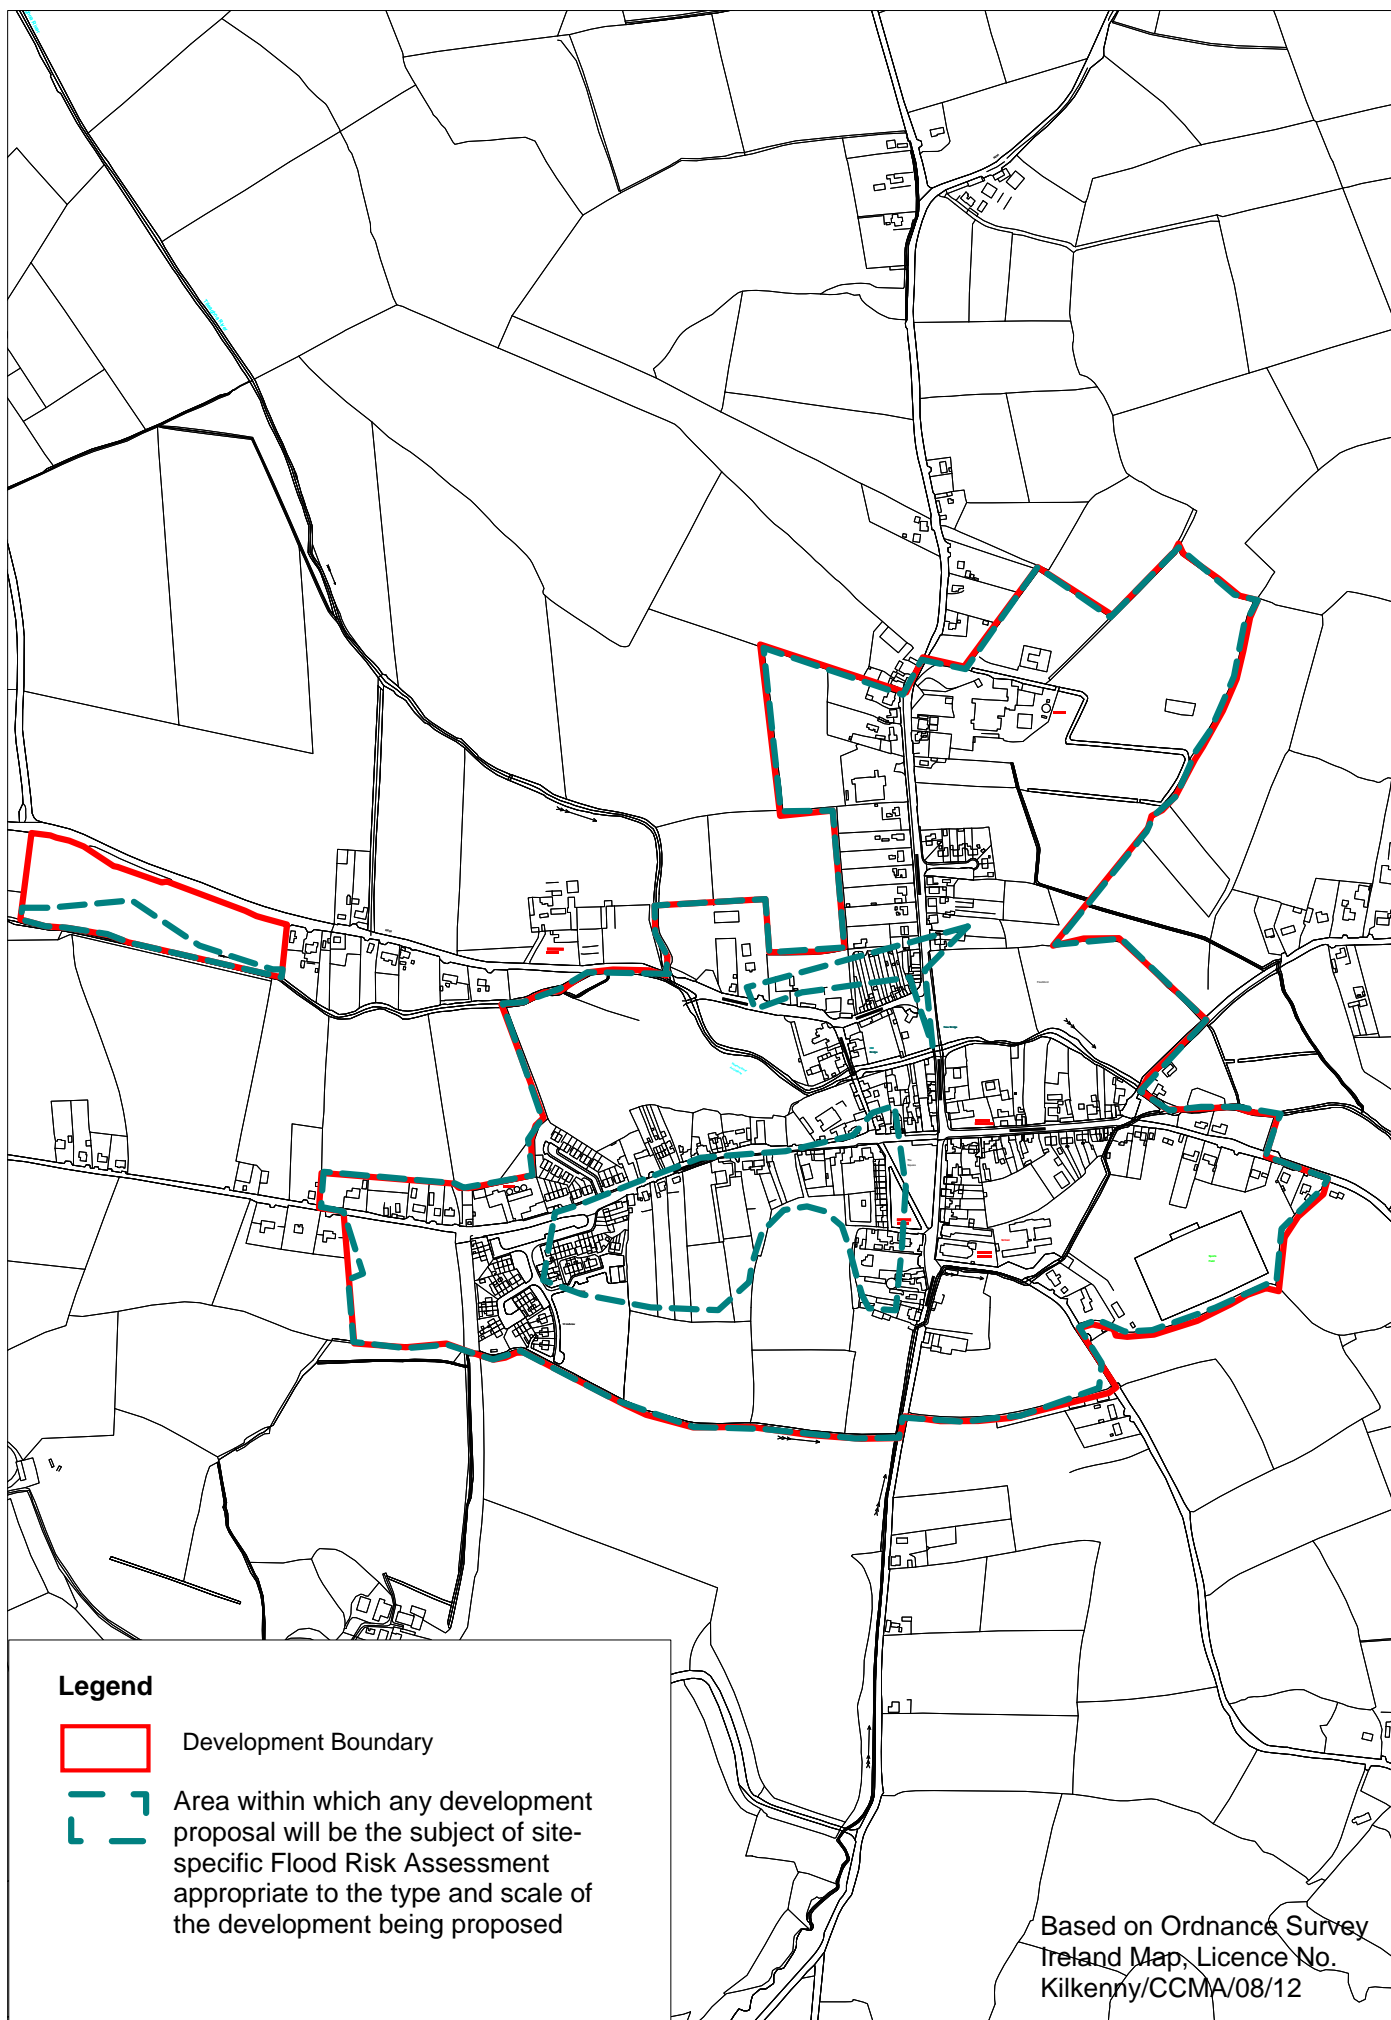 Legend
Development Boundary
Area within which any development
proposal will be the subject of site-
specific Flood Risk Assessment
appropriate to the type and scale of
the development being proposed
Based on Ordnance Survey
Ireland Map, Licence No.
Kilkenny/CCMA/08/12